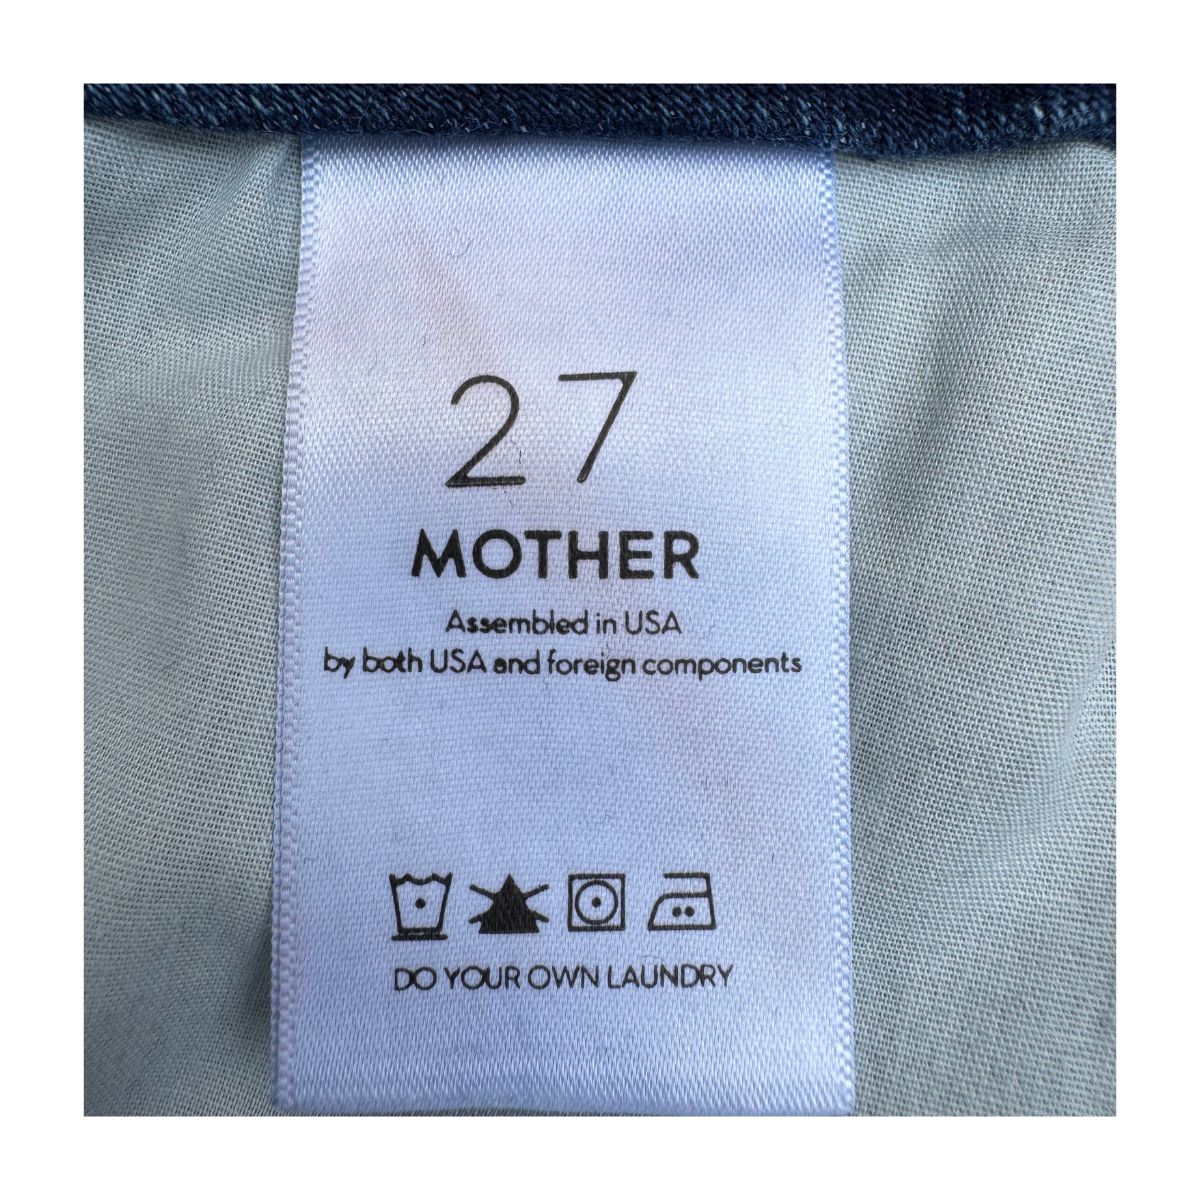 27
MOTHER
Assembled in USA
by both USA and foreign components
DO YOUR OWN LAUNDRY